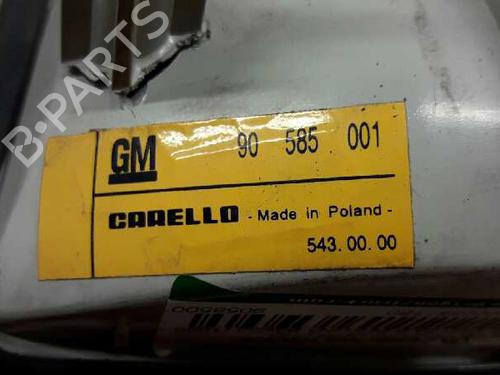 B-PARTS
GM 90 585 001
CARELLO - Made in Poland -
543.00.00